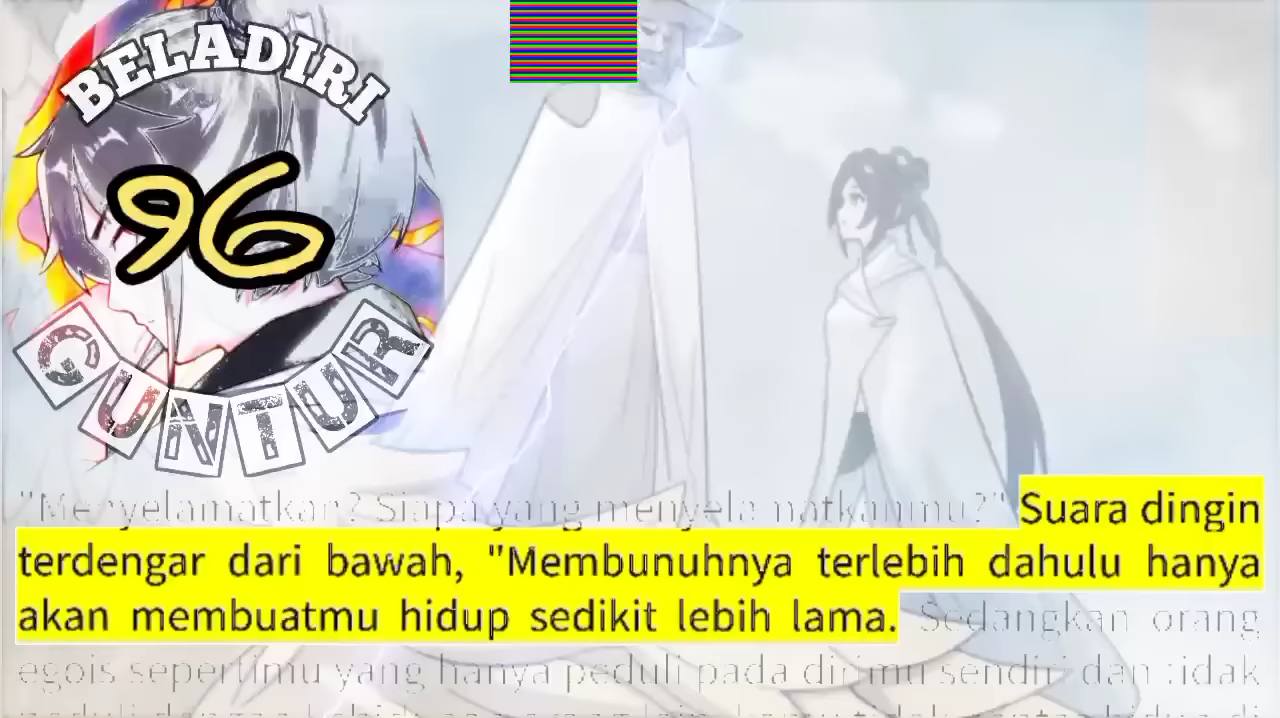 BELADIRI
96
GUNTUR
"Menyelamatkan? Siapa yang menyelamatkanmu?" Suara dingin
terdengar dari bawah, "Membunuhnya terlebih dahulu hanya
akan membuatmu hidup sedikit lebih lama. Sedangkan orang
egois sepertimu yang hanya peduli pada dirimu sendiri dan tidak